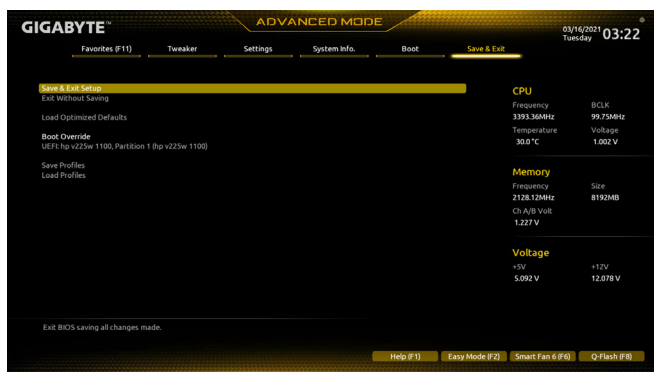 GIGABYTE™
ADVANCED MODE
03/16/2021
Tuesday 03:22
Favorites (F11) Tweaker Settings System Info. Boot Save & Exit
Save & Exit Setup
Exit Without Saving
Load Optimized Defaults
Boot Override
UEFI: hp v225w 1100, Partition 1 (hp v225w 1100)
Save Profiles
Load Profiles
CPU
Frequency BCLK
3393.36MHz 99.75MHz
Temperature Voltage
30.0 °C 1.002 V
Memory
Frequency Size
2128.12MHz 8192MB
Ch A/B Volt
1.227 V
Voltage
+5V +12V
5.092 V 12.078 V
Exit BIOS saving all changes made.
Help (F1) Easy Mode (F2) Smart Fan 6 (F6) Q-Flash (F8)